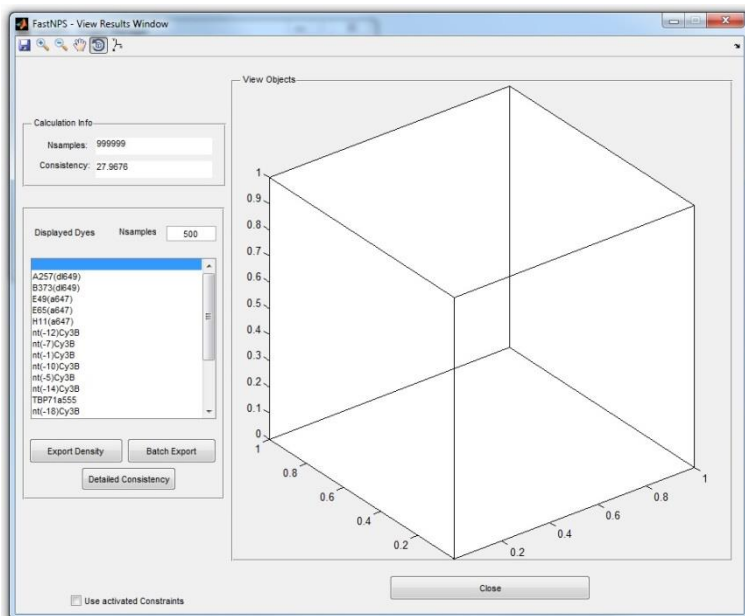 FastNPS - View Results Window
View Objects
Calculation Info
Nsamples: 999999
Consistency: 27.9676
Displayed Dyes Nsamples 500
A257(dl649)
B373(dl649)
E49(a647)
E65(a647)
H11(a647)
nt(-12)Cy3B
nt(-7)Cy3B
nt(-1)Cy3B
nt(-10)Cy3B
nt(-5)Cy3B
nt(-14)Cy3B
TBP71a555
nt(-18)Cy3B
Export Density Batch Export
Detailed Consistency
Use activated Constraints
1
0.9
0.8
0.7
0.6
0.5
0.4
0.3
0.2
0.1
0
1
0.8
0.6
0.4
0.2
0.2
0.4
0.6
0.8
1
Close